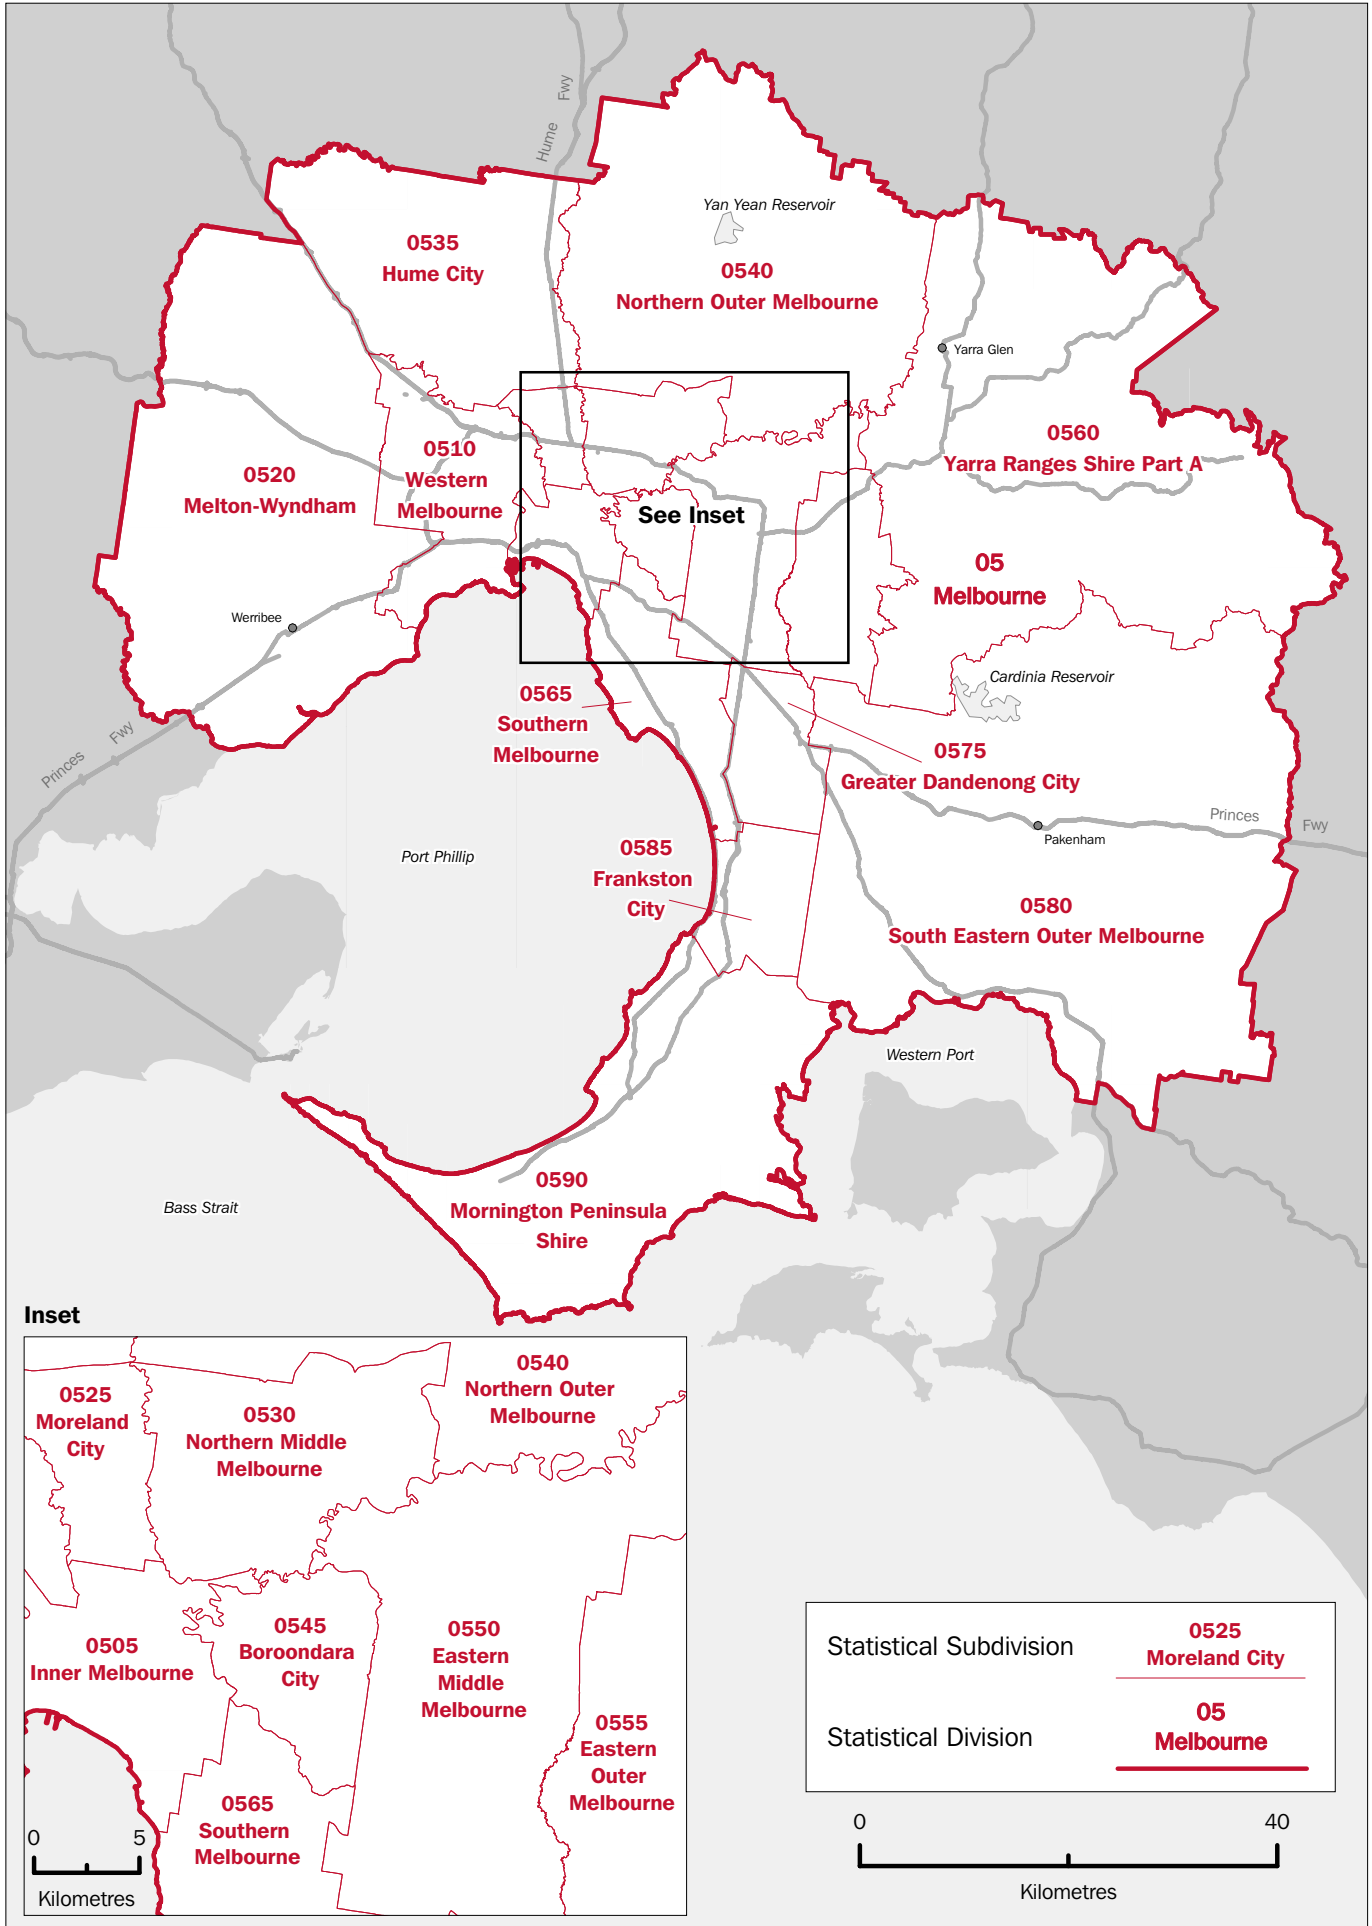 Hume Fwy
Yan Yean Reservoir
0535
Hume City
0540
Northern Outer Melbourne
Yarra Glen
0560
Yarra Ranges Shire Part A
0510
Western
Melbourne
0520
Melton-Wyndham
See Inset
05
Melbourne
Werribee
Cardinia Reservoir
0565
Southern
Melbourne
Princes Fwy
0575
Greater Dandenong City
Princes Fwy
Pakenham
Port Phillip
0585
Frankston
City
0580
South Eastern Outer Melbourne
Western Port
0590
Mornington Peninsula
Shire
Bass Strait
Inset
0540
Northern Outer
Melbourne
0525
Moreland
City
0530
Northern Middle
Melbourne
0545
Boroondara
City
0550
Eastern
Middle
Melbourne
0505
Inner Melbourne
0555
Eastern
Outer
Melbourne
0565
Southern
Melbourne
0 5
Kilometres
Statistical Subdivision
0525
Moreland City
Statistical Division
05
Melbourne
0 40
Kilometres